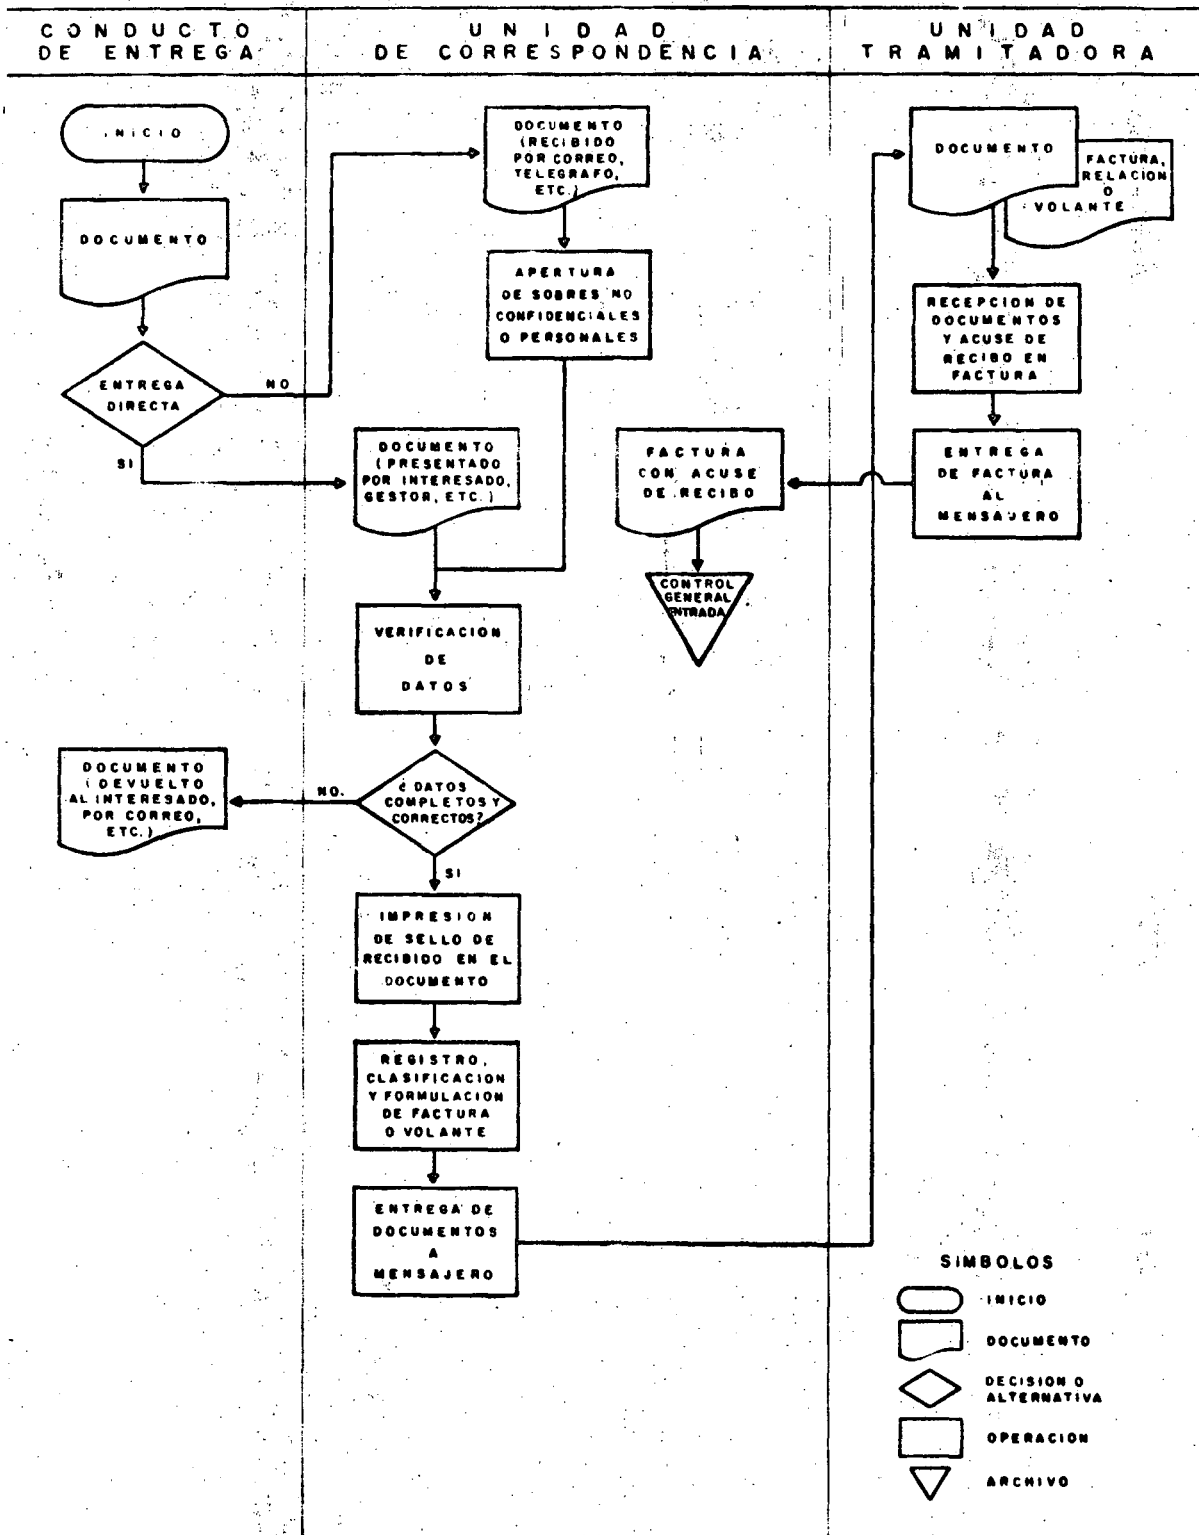 CONDUCTO
DE ENTREGA
UNIDAD
DE CORRESPONDENCIA
UNIDAD
TRAMITADORA
INICIO
DOCUMENTO
ENTREGA
DIRECTA
NO
SI
DOCUMENTO
(RECIBIDO
POR CORREO,
TELEGRAFO,
ETC.)
APERTURA
DE SOBRES NO
CONFIDENCIALES
O PERSONALES
DOCUMENTO
(PRESENTADO
POR INTERESADO,
GESTOR, ETC.)
VERIFICACION
DE
DATOS
¿DATOS
COMPLETOS Y
CORRECTOS?
NO.
SI
DOCUMENTO
(DEVUELTO
AL INTERESADO,
POR CORREO,
ETC.)
IMPRESION
DE SELLO DE
RECIBIDO EN EL
DOCUMENTO
REGISTRO,
CLASIFICACION
Y FORMULACION
DE FACTURA
O VOLANTE
ENTREGA DE
DOCUMENTOS
A
MENSAJERO
DOCUMENTO
FACTURA,
RELACION
O
VOLANTE
RECEPCION DE
DOCUMENTOS
Y ACUSE DE
RECIBO EN
FACTURA
ENTREGA
DE FACTURA
AL
MENSAJERO
FACTURA
CON ACUSE
DE RECIBO
CONTROL
GENERAL
ENTRADA
SIMBOLOS
INICIO
DOCUMENTO
DECISION O
ALTERNATIVA
OPERACION
ARCHIVO